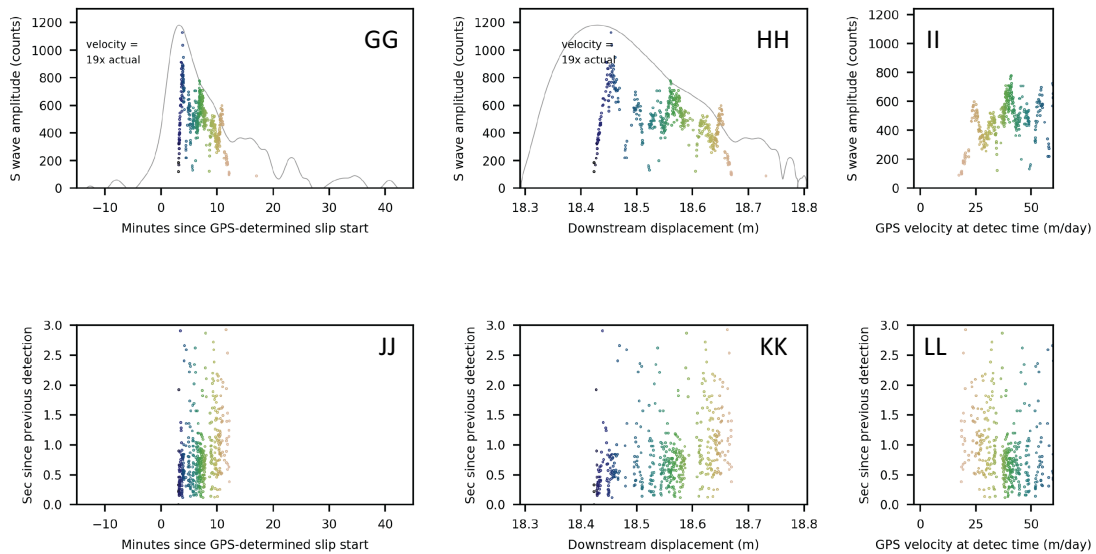 1200
1000
800
600
400
200
0
S wave amplitude (counts)
velocity =
19x actual
GG
−10 0 10 20 30 40
Minutes since GPS-determined slip start
1200
1000
800
600
400
200
0
S wave amplitude (counts)
velocity =
19x actual
HH
18.3 18.4 18.5 18.6 18.7 18.8
Downstream displacement (m)
1200
1000
800
600
400
200
0
S wave amplitude (counts)
II
0 25 50
GPS velocity at detec time (m/day)
3.0
2.5
2.0
1.5
1.0
0.5
0.0
Sec since previous detection
JJ
−10 0 10 20 30 40
Minutes since GPS-determined slip start
3.0
2.5
2.0
1.5
1.0
0.5
0.0
Sec since previous detection
KK
18.3 18.4 18.5 18.6 18.7 18.8
Downstream displacement (m)
3.0
2.5
2.0
1.5
1.0
0.5
0.0
Sec since previous detection
LL
0 25 50
GPS velocity at detec time (m/day)